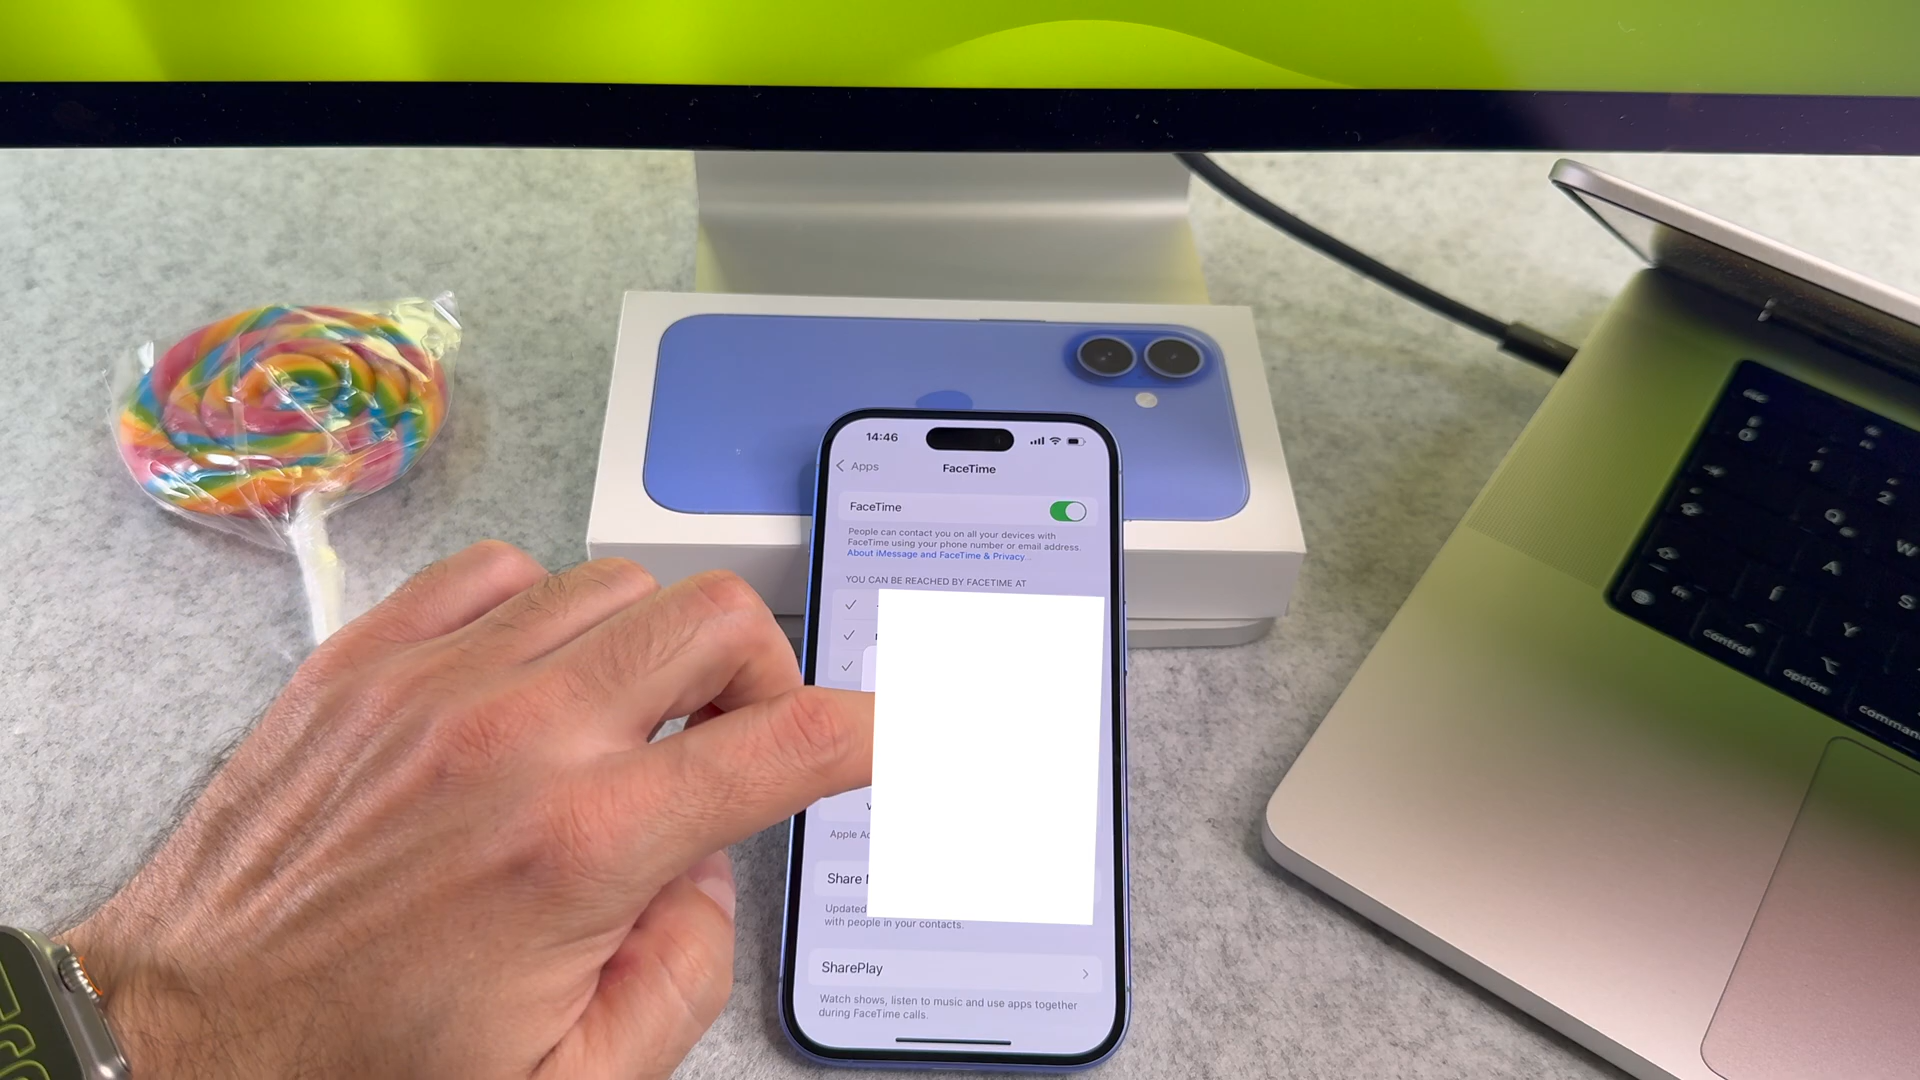 14:46
Apps
FaceTime
FaceTime
People can contact you on all your devices with
FaceTime using your phone number or email address.
About iMessage and FaceTime & Privacy...
YOU CAN BE REACHED BY FACETIME AT
Apple
Share
Updated
with people in your contacts.
SharePlay
Watch shows, listen to music and use apps together
during FaceTime calls.
esc
1
2
Q
W
A
S
fn
Y
control
option